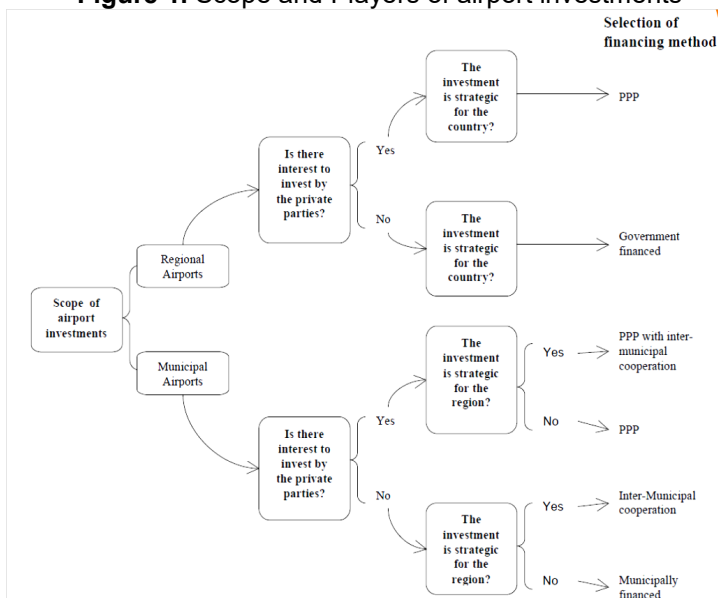 Figure 1. Scope and Players of airport investments
Selection of
financing method
The
investment
is strategic
for the
country?
PPP
Is there
interest to
invest by
the private
parties?
Yes
No
The
investment
is strategic
for the
country?
Government
financed
Regional
Airports
Scope of
airport
investments
Municipal
Airports
The
investment
is strategic
for the
region?
Yes
PPP with inter-
municipal
cooperation
No
PPP
Is there
interest to
invest by
the private
parties?
Yes
No
The
investment
is strategic
for the
region?
Yes
Inter-Municipal
cooperation
No
Municipally
financed